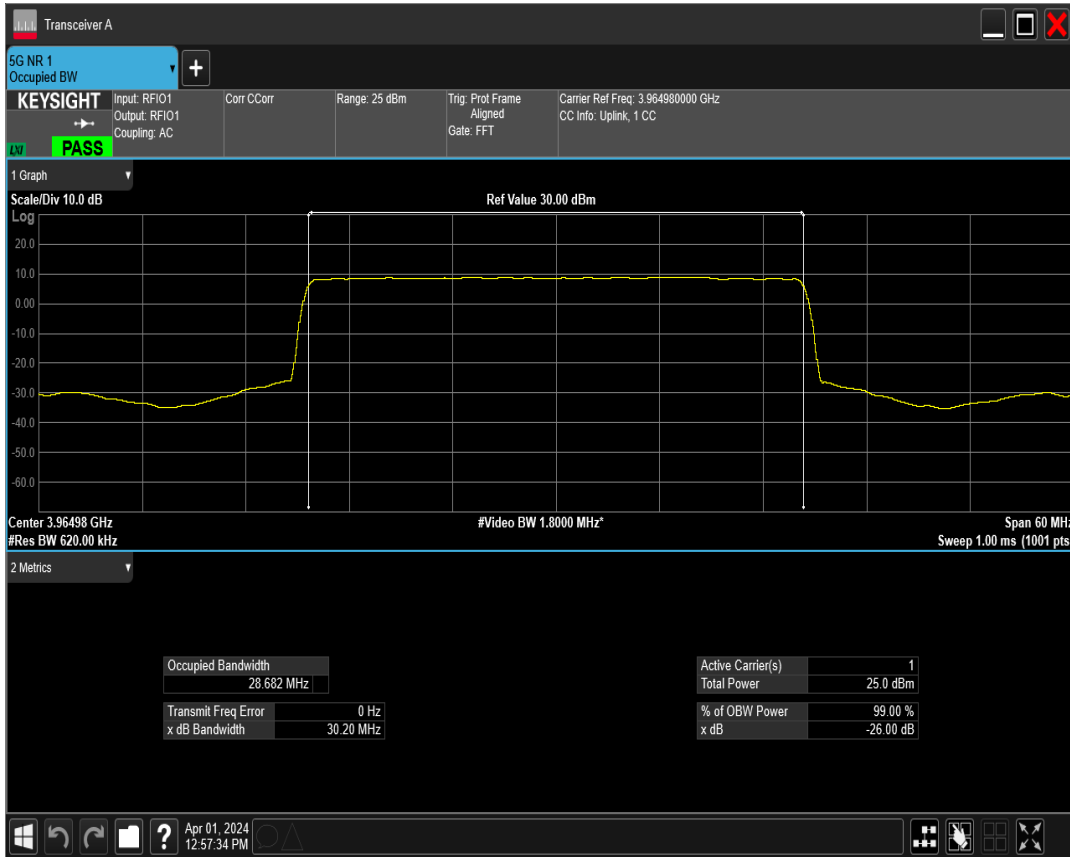 Transceiver A
5G NR 1
Occupied BW
KEYSIGHT
LXI
PASS
Input: RFIO1
Output: RFIO1
Coupling: AC
Corr CCorr
Range: 25 dBm
Trig: Prot Frame
Aligned
Gate: FFT
Carrier Ref Freq: 3.964980000 GHz
CC Info: Uplink, 1 CC
1 Graph
Scale/Div 10.0 dB
Ref Value 30.00 dBm
Log
20.0
10.0
0.00
-10.0
-20.0
-30.0
-40.0
-50.0
-60.0
Center 3.96498 GHz
#Video BW 1.8000 MHz*
Span 60 MHz
#Res BW 620.00 kHz
Sweep 1.00 ms (1001 pts
2 Metrics
Occupied Bandwidth
28.682 MHz
Transmit Freq Error 0 Hz
x dB Bandwidth 30.20 MHz
Active Carrier(s) 1
Total Power 25.0 dBm
% of OBW Power 99.00 %
x dB -26.00 dB
?
Apr 01, 2024
12:57:34 PM